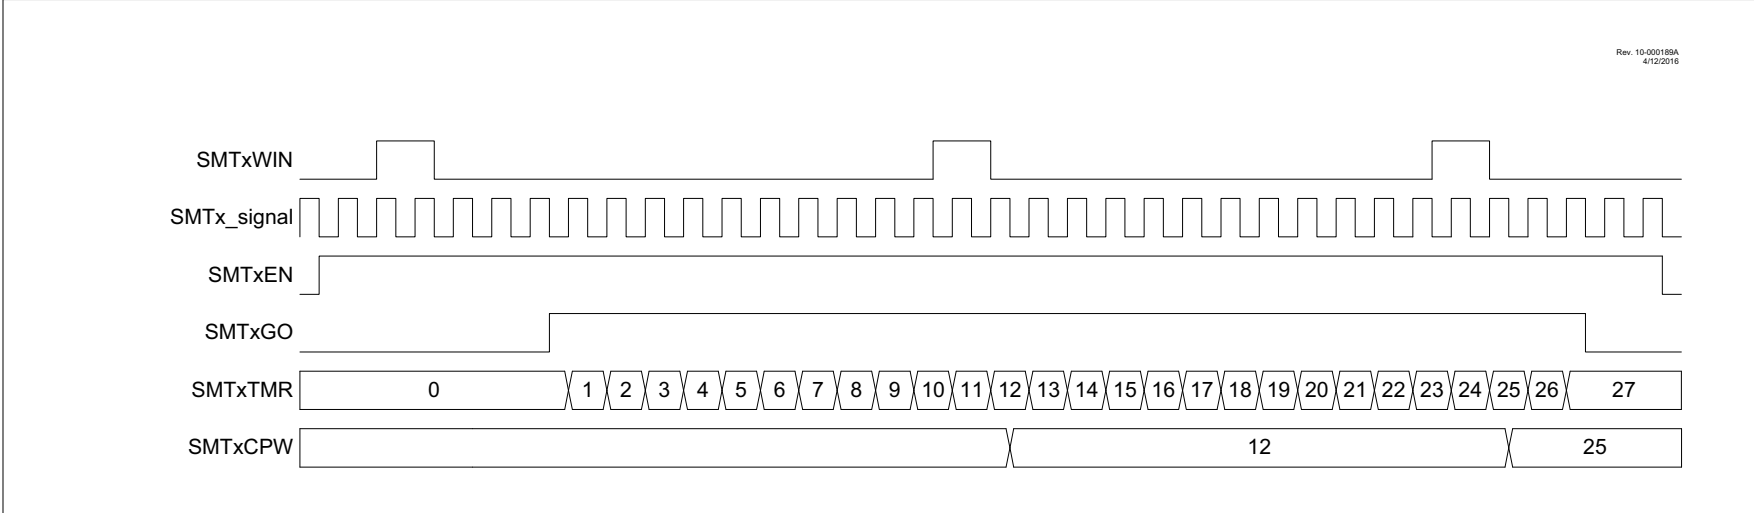 Rev. 10-000189A
4/12/2016
SMTxWIN
SMTx_signal
SMTxEN
SMTxGO
SMTxTMR 0 1 2 3 4 5 6 7 8 9 10 11 12 13 14 15 16 17 18 19 20 21 22 23 24 25 26 27
SMTxCPW 12 25